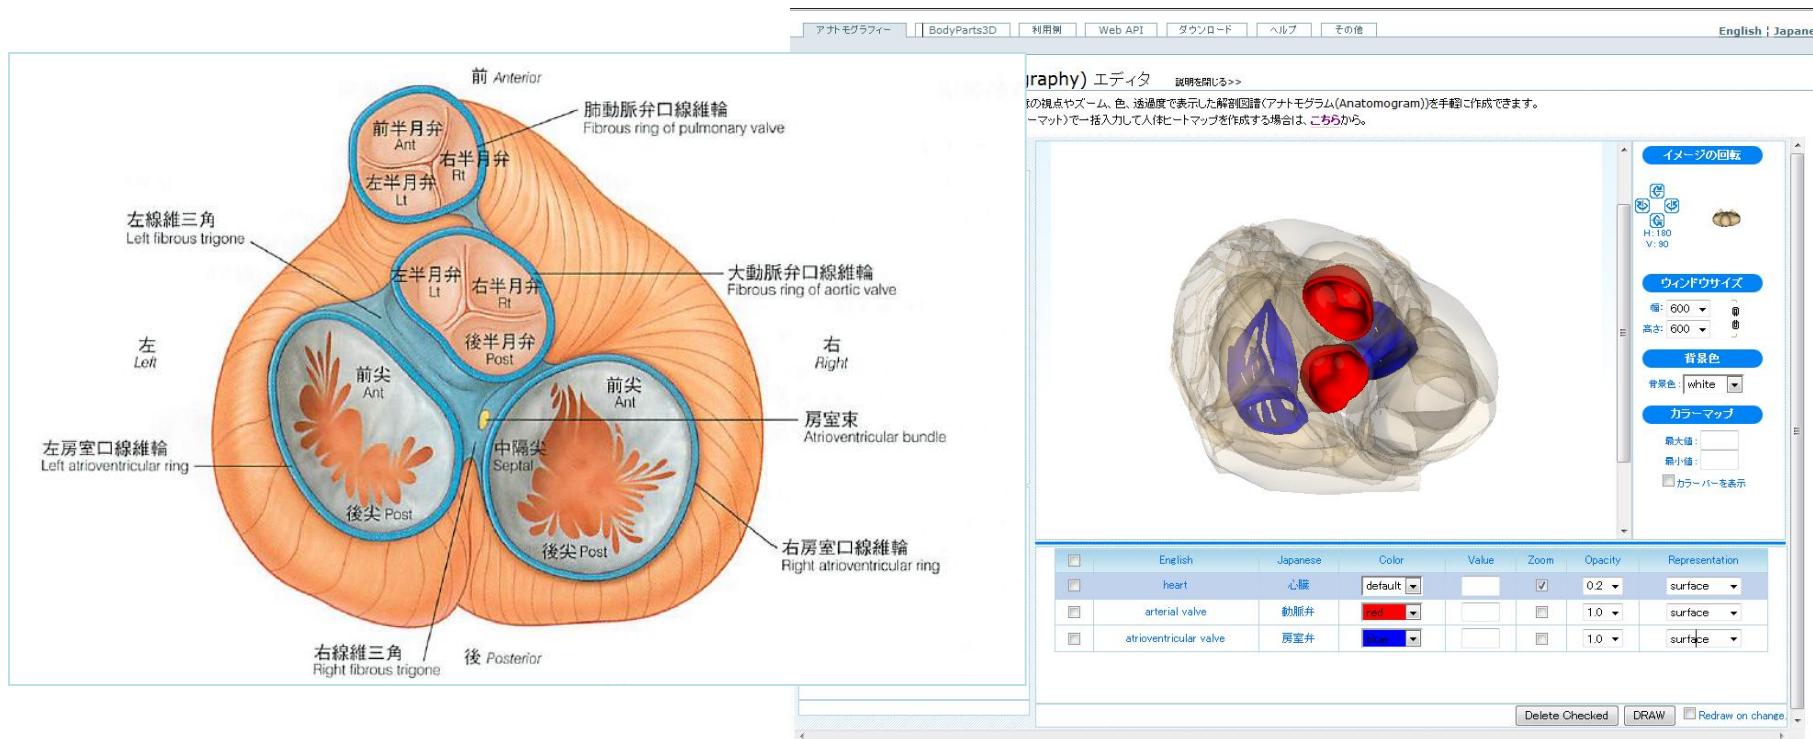 前 Anterior
肺動脈弁口線維輪
Fibrous ring of pulmonary valve
前半月弁
Ant
右半月弁
Rt
左半月弁
Lt
左線維三角
Left fibrous trigone
左半月弁
Lt
右半月弁
Rt
大動脈弁口線維輪
Fibrous ring of aortic valve
後半月弁
Post
左
Left
右
Right
前尖
Ant
前尖
Ant
房室束
Atrioventricular bundle
左房室口線維輪
Left atrioventricular ring
中隔尖
Septal
後尖 Post
後尖 Post
右房室口線維輪
Right atrioventricular ring
右線維三角
Right fibrous trigone
後 Posterior
アナトモグラフィー BodyParts3D 利用例 Web API ダウンロード ヘルプ その他
English ¦ Japane
graphy) エディタ 説明を閉じる>>
の視点やズーム、色、透過度で表示した解剖図譜(アナトモグラム(Anatomogram))を手軽に作成できます。
ーマット)で一括入力して人体ヒートマップを作成する場合は、こちらから。
イメージの回転
H:180
V:90
ウィンドウサイズ
幅: 600
高さ: 600
背景色
背景色: white
カラーマップ
最大値:
最小値:
カラーバーを表示
English Japanese Color Value Zoom Opacity Representation
heart 心臓 default 0.2 surface
arterial valve 動脈弁 red 1.0 surface
atrioventricular valve 房室弁 blue 1.0 surface
Delete Checked DRAW Redraw on change.